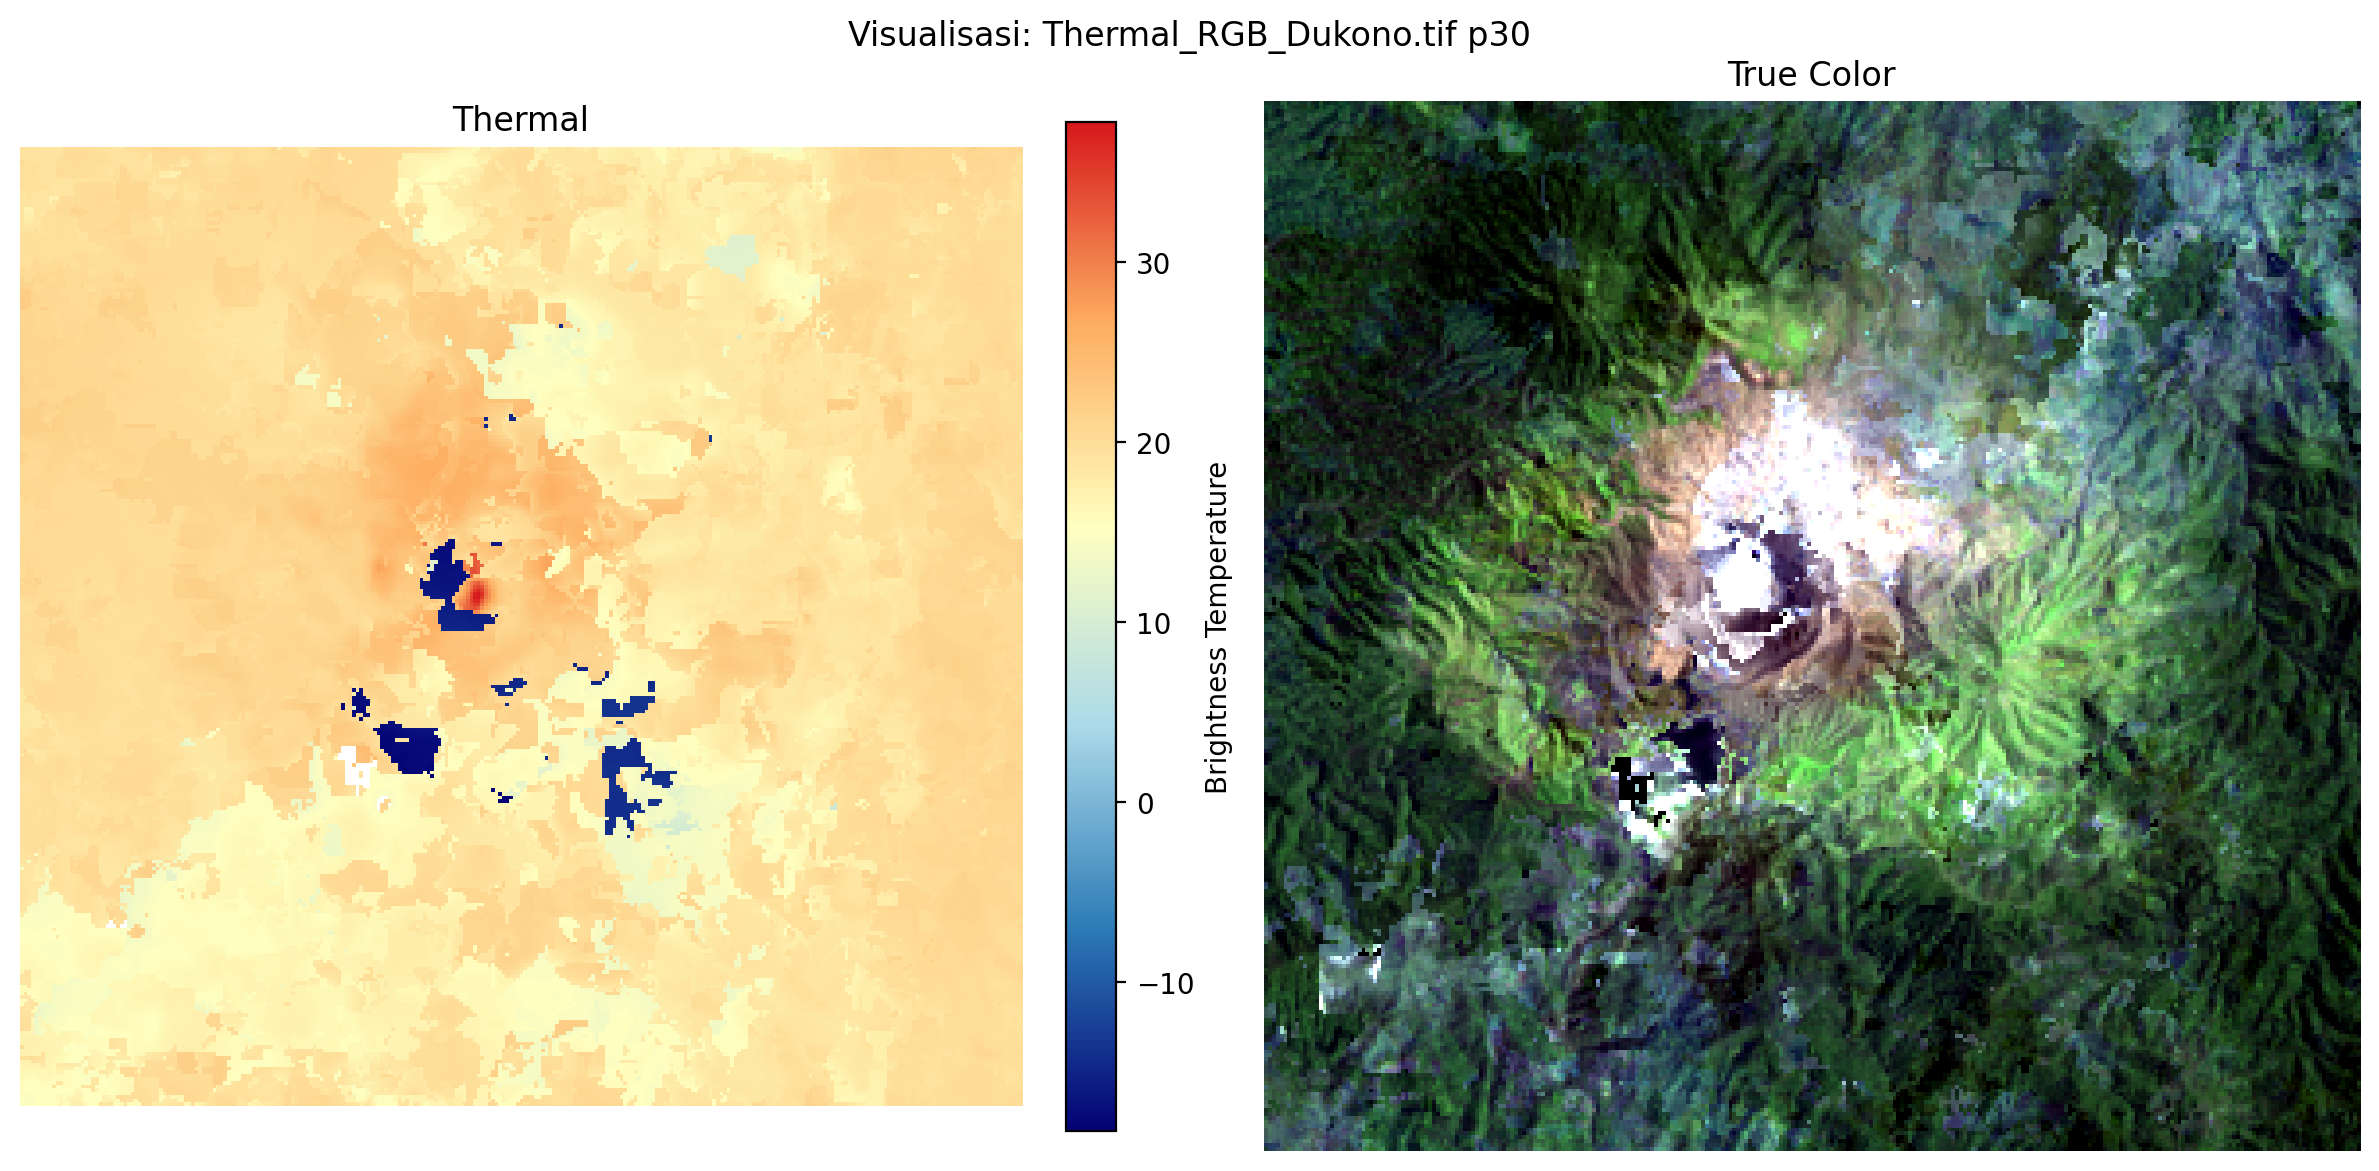 Visualisasi: Thermal_RGB_Dukono.tif p30
Thermal
True Color
30
20
10
0
−10
Brightness Temperature